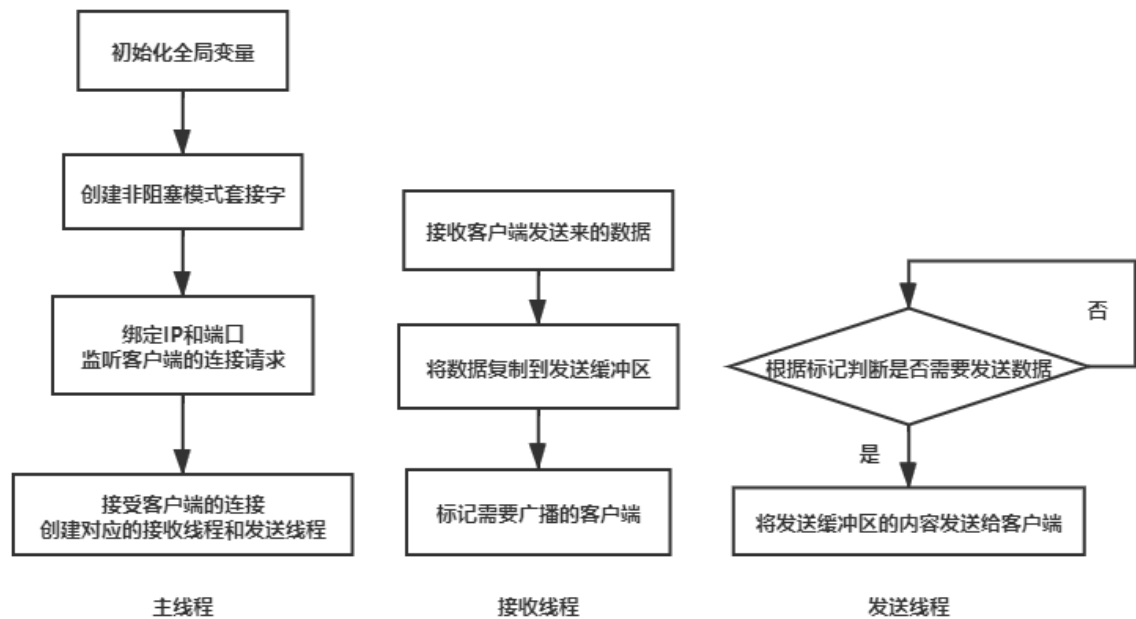 初始化全局变量
创建非阻塞模式套接字
绑定IP和端口
监听客户端的连接请求
接受客户端的连接
创建对应的接收线程和发送线程
主线程
接收客户端发送来的数据
将数据复制到发送缓冲区
标记需要广播的客户端
接收线程
否
根据标记判断是否需要发送数据
是
将发送缓冲区的内容发送给客户端
发送线程